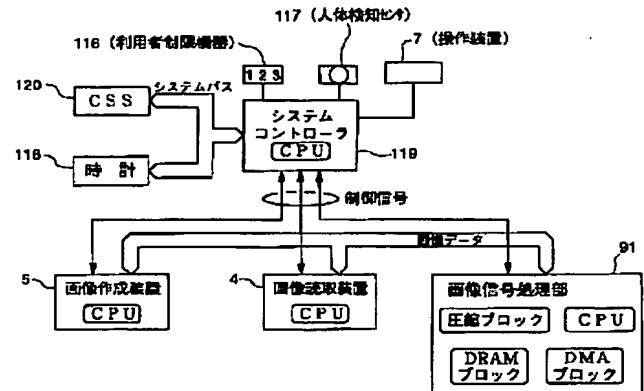 117（人体検知センサ）
116（利用者制限機器）
7（操作装置）
123
120
システムバス
CSS
システム
コントローラ
CPU
118
時 計
119
制御信号
画像データ
91
5
画像作成装置
CPU
4
画像読取装置
CPU
画像信号処理部
圧縮ブロック
CPU
DRAM
ブロック
DMA
ブロック